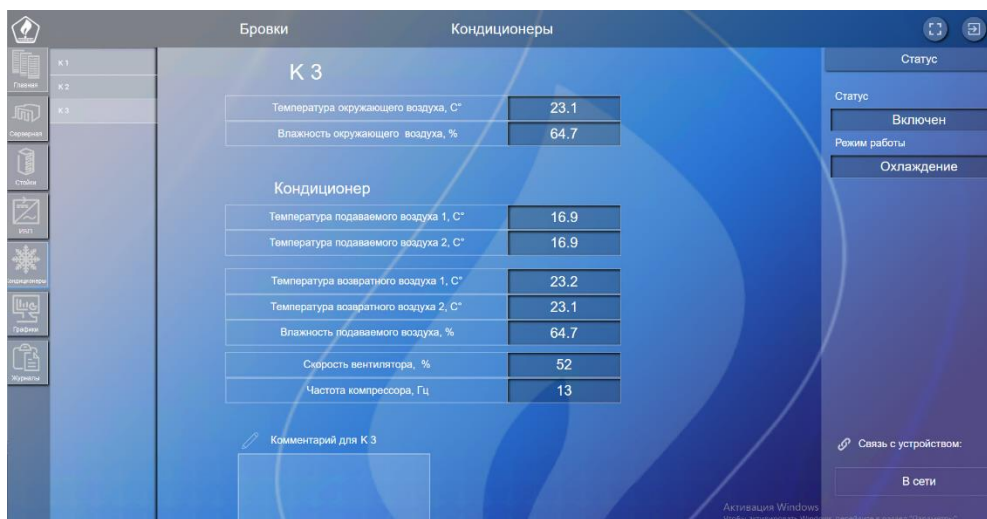 Бровки
Кондиционеры
Главная
Серверная
Стойки
ИБП
Кондиционеры
Графики
Журналы
К 1
К 2
К 3
К 3
Температура окружающего воздуха, С° 23.1
Влажность окружающего воздуха, % 64.7
Кондиционер
Температура подаваемого воздуха 1, С° 16.9
Температура подаваемого воздуха 2, С° 16.9
Температура возвратного воздуха 1, С° 23.2
Температура возвратного воздуха 2, С° 23.1
Влажность подаваемого воздуха, % 64.7
Скорость вентилятора, % 52
Частота компрессора, Гц 13
Комментарий для К 3
Статус
Статус
Включен
Режим работы
Охлаждение
Связь с устройством:
В сети
Активация Windows